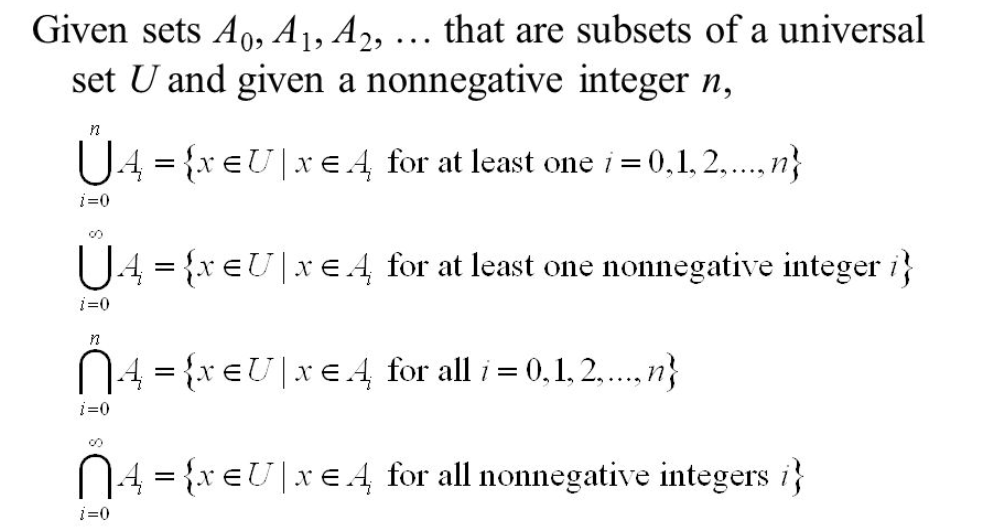 Given sets A₀, A₁, A₂, … that are subsets of a universal
set U and given a nonnegative integer n,
n
⋃ Aᵢ = {x ∈ U | x ∈ Aᵢ for at least one i = 0, 1, 2, ..., n}
i=0
∞
⋃ Aᵢ = {x ∈ U | x ∈ Aᵢ for at least one nonnegative integer i}
i=0
n
⋂ Aᵢ = {x ∈ U | x ∈ Aᵢ for all i = 0, 1, 2, ..., n}
i=0
∞
⋂ Aᵢ = {x ∈ U | x ∈ Aᵢ for all nonnegative integers i}
i=0